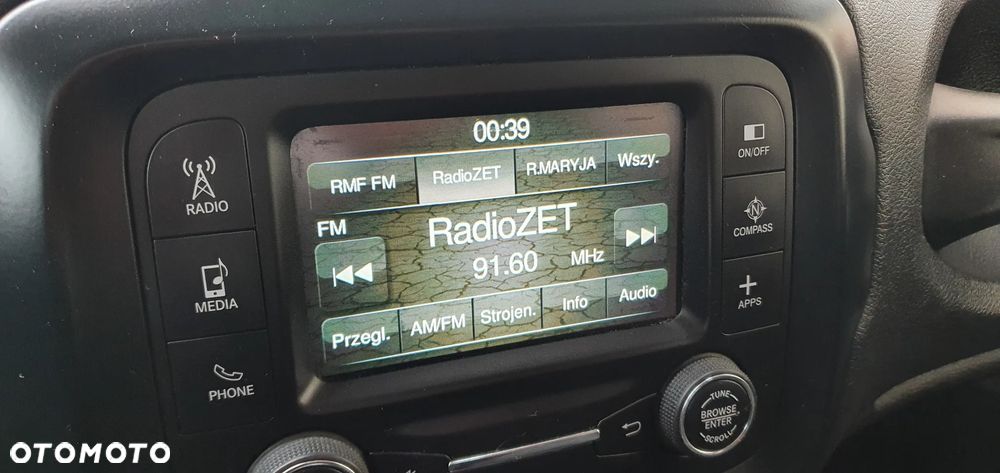 00:39
RMF FM RadioZET R.MARYJA Wszy.
FM
RadioZET
91.60 MHz
Przegl. AM/FM Strojen. Info Audio
RADIO
MEDIA
PHONE
ON/OFF
N
COMPASS
APPS
TUNE
BROWSE
ENTER
SCROLL
OTOMOTO